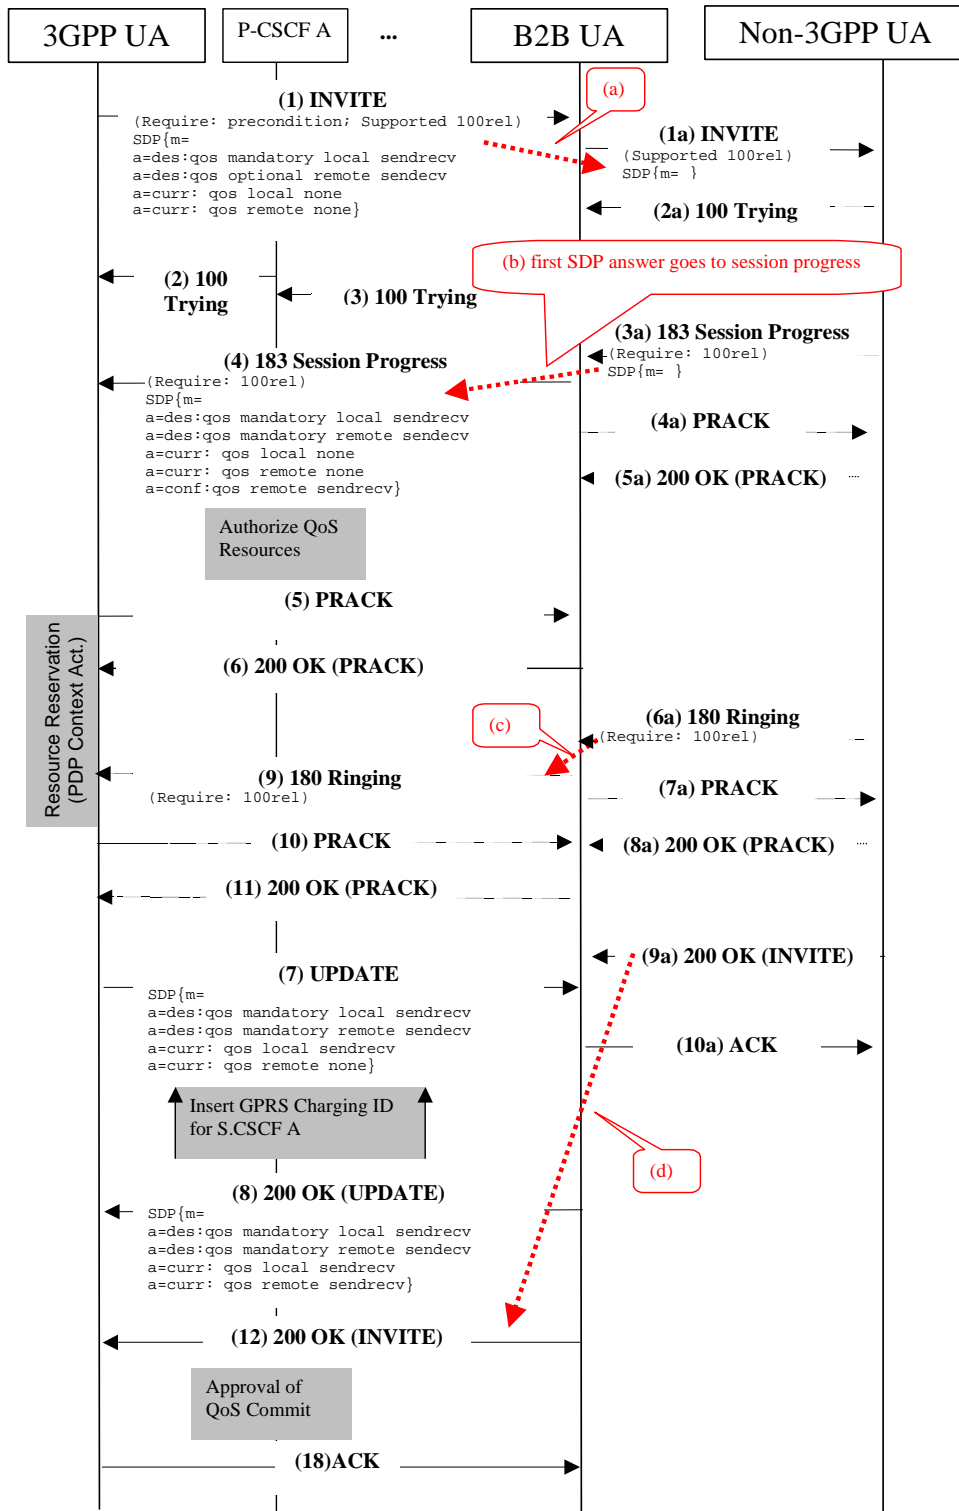 3GPP UA
P-CSCF A
...
B2B UA
Non-3GPP UA
(1) INVITE
(Require: precondition; Supported 100rel)
SDP{m=
a=des:qos mandatory local sendrecv
a=des:qos optional remote sendecv
a=curr: qos local none
a=curr: qos remote none}
(a)
(1a) INVITE
(Supported 100rel)
SDP{m= }
(2a) 100 Trying
(b) first SDP answer goes to session progress
(2) 100
Trying
(3) 100 Trying
(3a) 183 Session Progress
(Require: 100rel)
SDP{m= }
(4) 183 Session Progress
(Require: 100rel)
SDP{m=
a=des:qos mandatory local sendrecv
a=des:qos mandatory remote sendecv
a=curr: qos local none
a=curr: qos remote none
a=conf:qos remote sendrecv}
(4a) PRACK
(5a) 200 OK (PRACK)
Authorize QoS
Resources
(5) PRACK
Resource Reservation
(PDP Context Act.)
(6) 200 OK (PRACK)
(c)
(6a) 180 Ringing
(Require: 100rel)
(9) 180 Ringing
(Require: 100rel)
(7a) PRACK
(10) PRACK
(8a) 200 OK (PRACK)
(11) 200 OK (PRACK)
(9a) 200 OK (INVITE)
(7) UPDATE
SDP{m=
a=des:qos mandatory local sendrecv
a=des:qos mandatory remote sendecv
a=curr: qos local sendrecv
a=curr: qos remote none}
(10a) ACK
Insert GPRS Charging ID
for S.CSCF A
(d)
(8) 200 OK (UPDATE)
SDP{m=
a=des:qos mandatory local sendrecv
a=des:qos mandatory remote sendecv
a=curr: qos local sendrecv
a=curr: qos remote sendrecv}
(12) 200 OK (INVITE)
Approval of
QoS Commit
(18)ACK